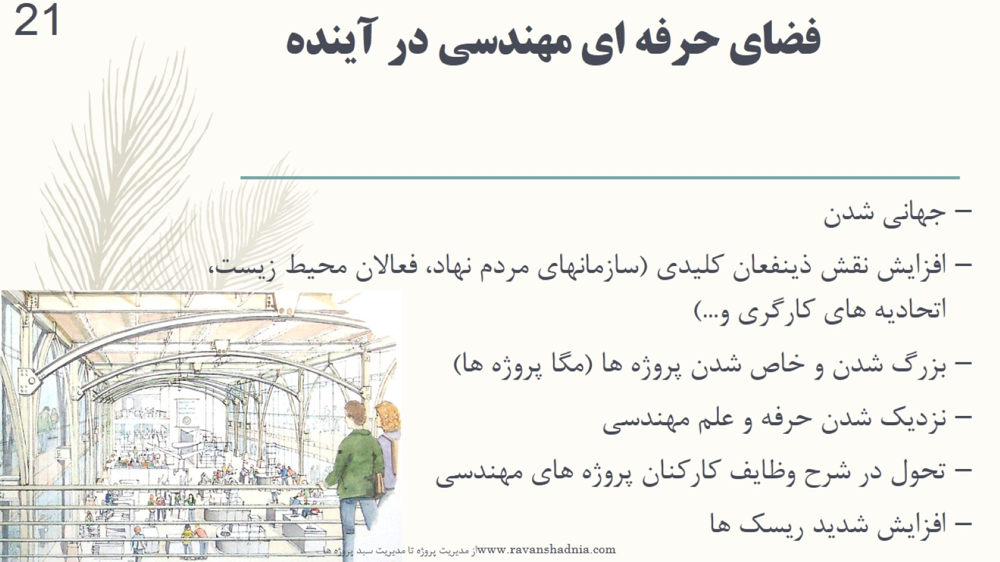 21
فضای حرفه ای مهندسی در آینده
– جهانی شدن
– افزایش نقش ذینفعان کلیدی (سازمانهای مردم نهاد، فعالان محیط زیست،
اتحادیه های کارگری و...)
– بزرگ شدن و خاص شدن پروژه ها (مگا پروژه ها)
– نزدیک شدن حرفه و علم مهندسی
– تحول در شرح وظایف کارکنان پروژه های مهندسی
– افزایش شدید ریسک ها
www.ravanshadnia.comاز مدیریت پروژه تا مدیریت سبد پروژه ها